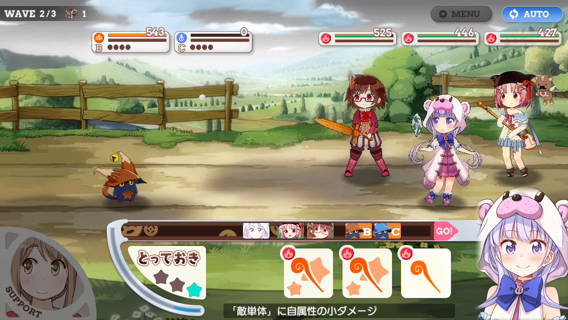 WAVE 2/3 1
MENU
AUTO
543
B
0
C
525
446
427
B C GO!
とっておき
SUPPORT
「敵単体」に自属性の小ダメージ